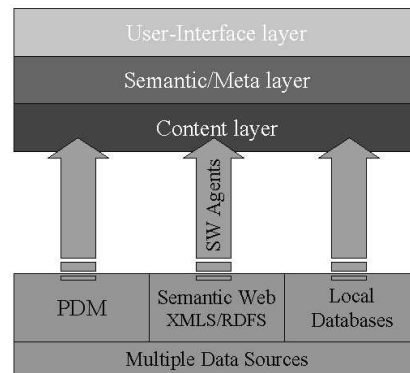 User-Interface layer
Semantic/Meta layer
Content layer
SW Agents
PDM
Semantic Web
XMLS/RDFS
Local
Databases
Multiple Data Sources